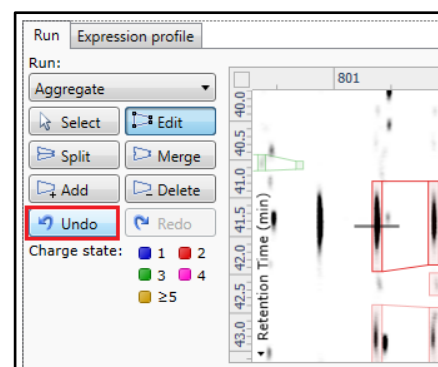 Run Expression profile
Run:
Aggregate
Select Edit
Split Merge
Add Delete
Undo Redo
Charge state: 1 2
3 4
≥5
801
40.0
40.5
41.0
41.5
42.0
42.5
43.0
Retention Time (min)